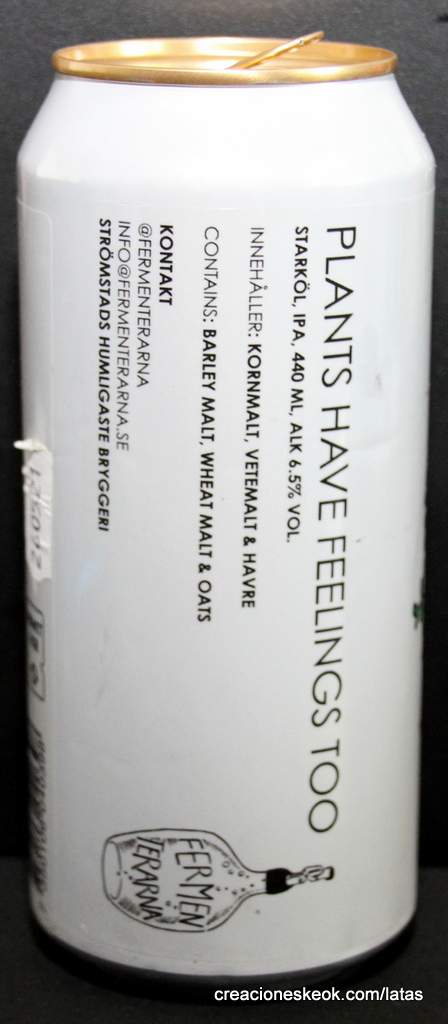 PLANTS HAVE FEELINGS TOO
STARKÖL, IPA, 440 ML, ALK 6.5% VOL.
INNEHÅLLER: KORNMALT, VETEMALT & HAVRE
CONTAINS: BARLEY MALT, WHEAT MALT & OATS
KONTAKT
@FERMENTERARNA
INFO@FERMENTERARNA.SE
STRÖMSTADS HUMLIGASTE BRYGGERI
FERMEN
TERARNA
creacioneskeok.com/latas